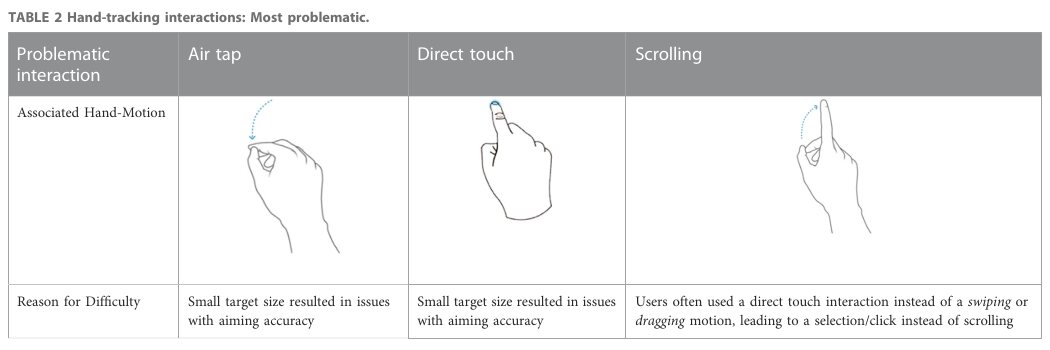 TABLE 2 Hand-tracking interactions: Most problematic.
Problematic
interaction
Air tap
Direct touch
Scrolling
Associated Hand-Motion
Reason for Difficulty
Small target size resulted in issues
with aiming accuracy
Small target size resulted in issues
with aiming accuracy
Users often used a direct touch interaction instead of a swiping or
dragging motion, leading to a selection/click instead of scrolling